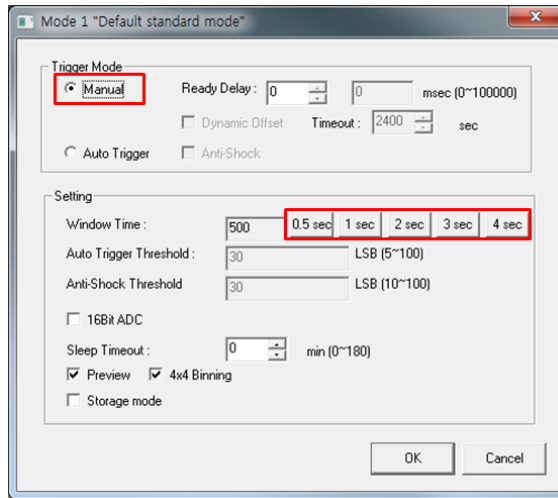 Mode 1 "Default standard mode"
Trigger Mode
Manual Ready Delay : 0 0 msec (0~100000)
Dynamic Offset Timeout : 2400 sec
Auto Trigger Anti-Shock
Setting
Window Time : 500 0.5 sec 1 sec 2 sec 3 sec 4 sec
Auto Trigger Threshold : 30 LSB (5~100)
Anti-Shock Threshold 30 LSB (10~100)
16Bit ADC
Sleep Timeout : 0 min (0~180)
Preview 4x4 Binning
Storage mode
OK Cancel